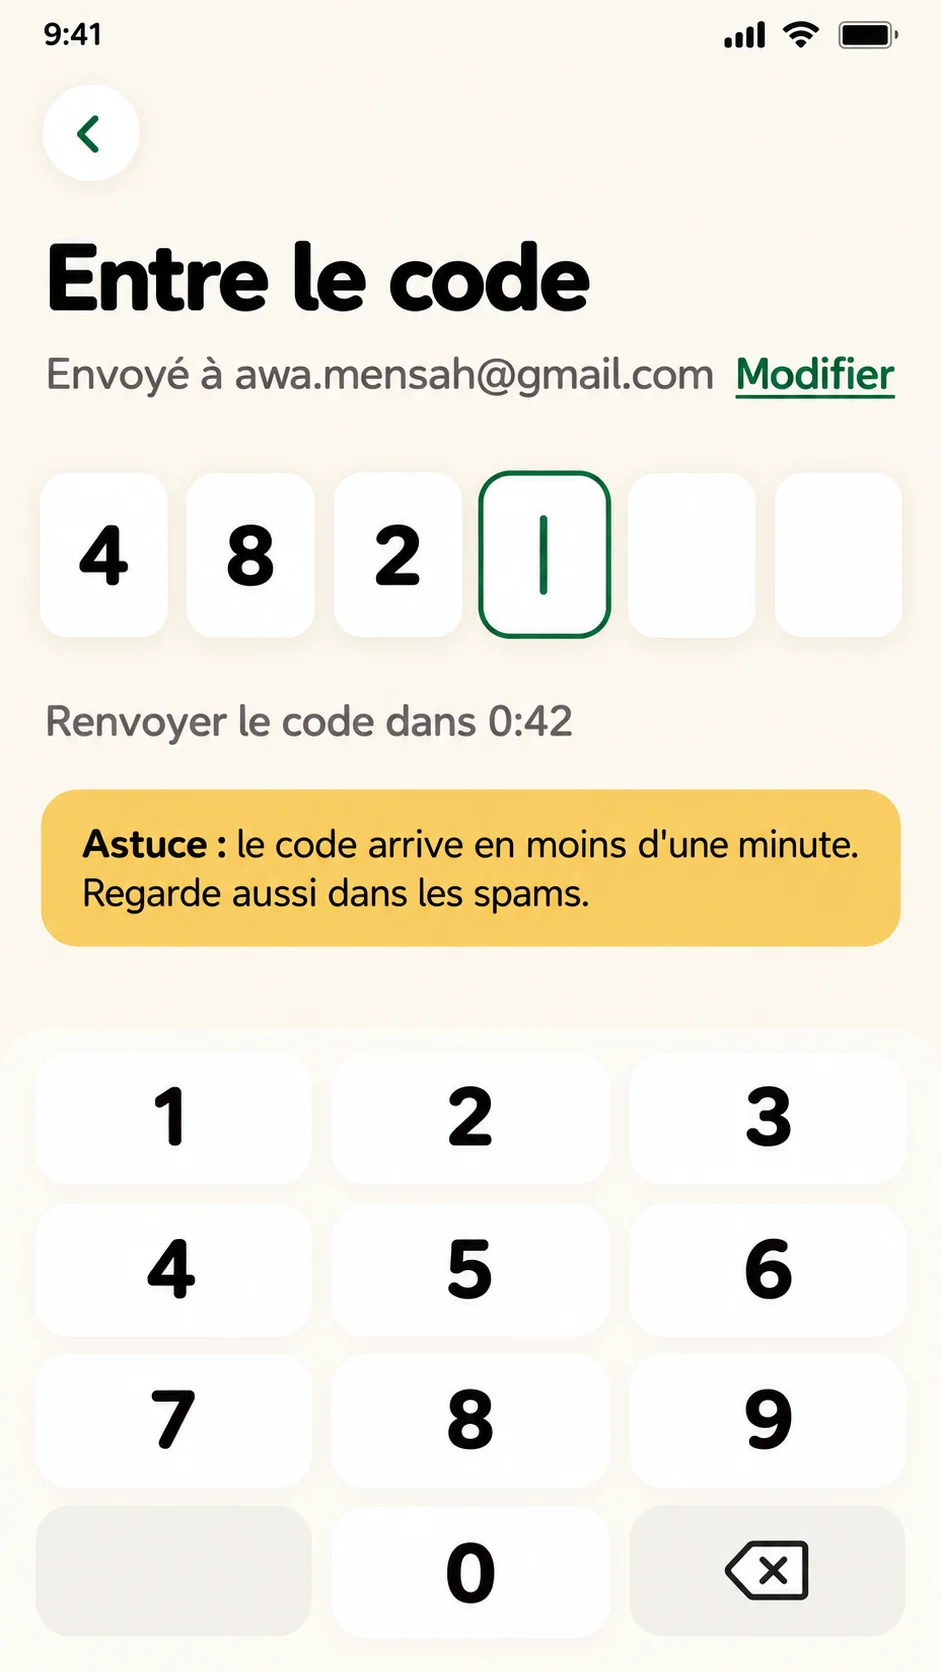 9:41
Entre le code
Envoyé à awa.mensah@gmail.com Modifier
4 8 2
Renvoyer le code dans 0:42
Astuce : le code arrive en moins d'une minute.
Regarde aussi dans les spams.
1 2 3
4 5 6
7 8 9
0